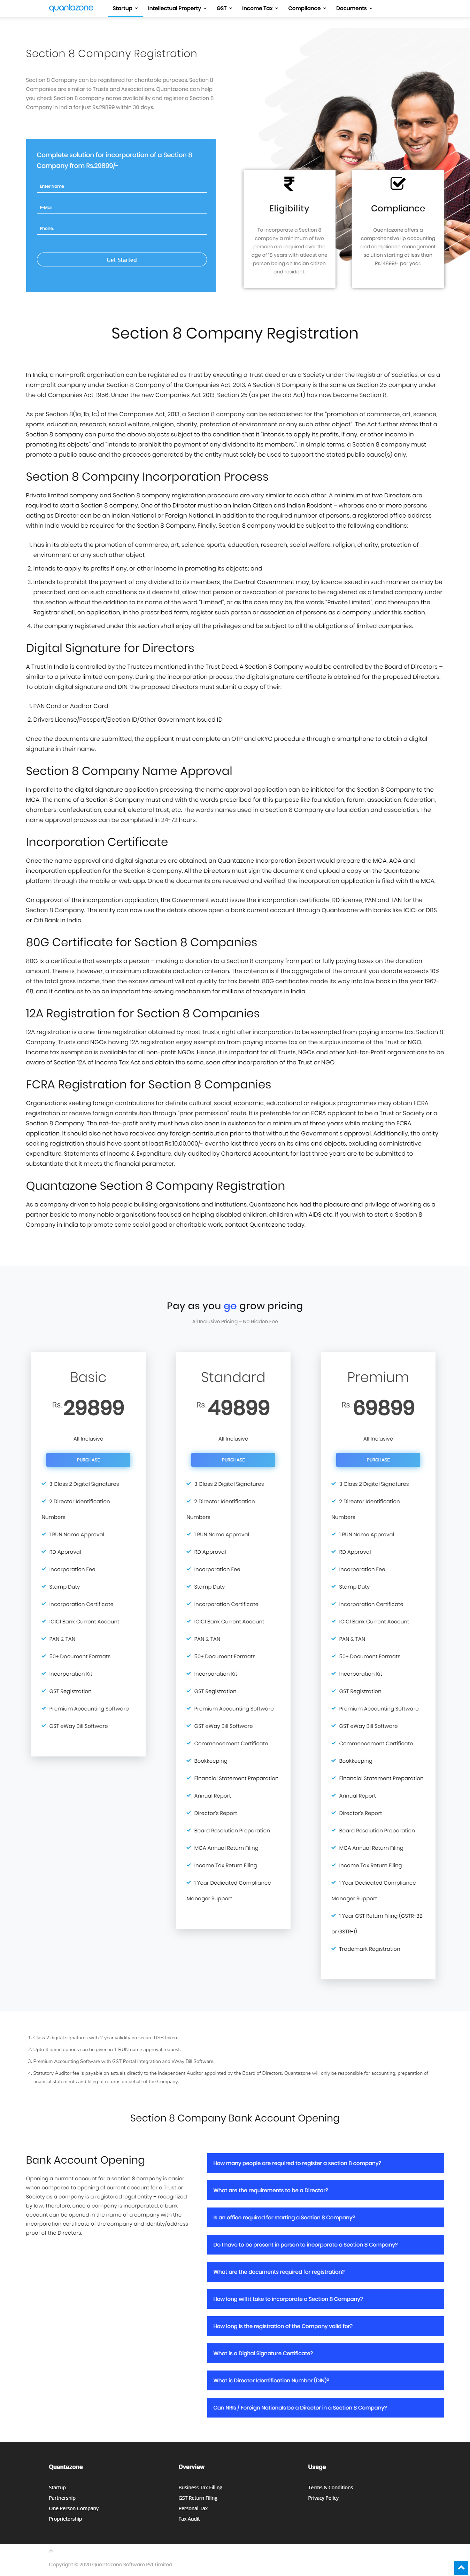 quantazone
Startup
Intellectual Property
GST
Income Tax
Compliance
Documents
Section 8 Company Registration
Section 8 Company can be registered for charitable purposes. Section 8
Companies are similar to Trusts and Associations. Quantazone can help
you check Section 8 company name availability and register a Section 8
Company in India for just Rs.29899 within 30 days.
Complete solution for incorporation of a Section 8
Company from Rs.29899/-
Enter Name
E-Mail
Phone.
Get Started
Eligibility
To incorporate a Section 8
company a minimum of two
persons are required over the
age of 18 years with atleast one
person being an Indian citizen
and resident.
Compliance
Quantazone offers a
comprehensive Bp accounting
and compliance management
solution starting at less than
Rs.14899/- per year.
Section 8 Company Registration
In India, a non-profit organisation can be registered as Trust by executing a Trust deed or as a Society under the Registrar of Societies, or as a
non-profit company under Section 8 Company of the Companies Act, 2013. A Section 8 Company is the same as Section 25 company under
the old Companies Act, 1956. Under the new Companies Act 2013, Section 25 (as per the old Act) has now become Section 8.
As per Section 8(1a, 1b, 1c) of the Companies Act, 2013, a Section 8 company can be established for the "promotion of commerce, art, science,
sports, education, research, social welfare, religion, charity, protection of environment or any such other object". The Act further states that a
Section 8 company can purse the above objects subject to the condition that it "intends to apply its profits, if any, or other income in
promoting its objects" and "intends to prohibit the payment of any dividend to its members.". In simple terms, a Section 8 company must
promote a public cause and the proceeds generated by the entity must solely be used to support the stated public cause(s) only.
Section 8 Company Incorporation Process
Private limited company and Section 8 company registration procedure are very similar to each other. A minimum of two Directors are
required to start a Section 8 company. One of the Director must be an Indian Citizen and Indian Resident – whereas one or more persons
acting as Director can be an Indian National or Foreign National. In addition to the required number of persons, a registered office address
within India would be required for the Section 8 Company. Finally, Section 8 company would be subject to the following conditions:
1. has in its objects the promotion of commerce, art, science, sports, education, research, social welfare, religion, charity, protection of
environment or any such other object
2. intends to apply its profits if any, or other income in promoting its objects; and
3. intends to prohibit the payment of any dividend to its members, the Central Government may, by licence issued in such manner as may be
prescribed, and on such conditions as it deems fit, allow that person or association of persons to be registered as a limited company under
this section without the addition to its name of the word "Limited", or as the case may be, the words "Private Limited", and thereupon the
Registrar shall, on application, in the prescribed form, register such person or association of persons as a company under this section.
4. the company registered under this section shall enjoy all the privileges and be subject to all the obligations of limited companies.
Digital Signature for Directors
A Trust in India is controlled by the Trustees mentioned in the Trust Deed. A Section 8 Company would be controlled by the Board of Directors –
similar to a private limited company. During the incorporation process, the digital signature certificate is obtained for the proposed Directors.
To obtain digital signature and DIN, the proposed Directors must submit a copy of their:
1. PAN Card or Aadhar Card
2. Drivers License/Passport/Election ID/Other Government Issued ID
Once the documents are submitted, the applicant must complete an OTP and eKYC procedure through a smartphone to obtain a digital
signature in their name.
Section 8 Company Name Approval
In parallel to the digital signature application processing, the name approval application can be initiated for the Section 8 Company to the
MCA. The name of a Section 8 Company must end with the words prescribed for this purpose like foundation, forum, association, federation,
chambers, confederation, council, electoral trust, etc. The words names used in a Section 8 Company are foundation and association. The
name approval process can be completed in 24-72 hours.
Incorporation Certificate
Once the name approval and digital signatures are obtained, an Quantazone Incorporation Expert would prepare the MOA, AOA and
incorporation application for the Section 8 Company. All the Directors must sign the document and upload a copy on the Quantazone
platform through the mobile or web app. Once the documents are received and verified, the incorporation application is filed with the MCA.
On approval of the incorporation application, the Government would issue the incorporation certificate, RD license, PAN and TAN for the
Section 8 Company. The entity can now use the details above open a bank current account through Quantazone with banks like ICICI or DBS
or Citi Bank in India.
80G Certificate for Section 8 Companies
80G is a certificate that exempts a person – making a donation to a Section 8 company from part or fully paying taxes on the donation
amount. There is, however, a maximum allowable deduction criterion. The criterion is if the aggregate of the amount you donate exceeds 10%
of the total gross income, then the excess amount will not qualify for tax benefit. 80G certificates made its way into law back in the year 1967-
68, and it continues to be an important tax-saving mechanism for millions of taxpayers in India.
12A Registration for Section 8 Companies
12A registration is a one-time registration obtained by most Trusts, right after incorporation to be exempted from paying income tax. Section 8
Company, Trusts and NGOs having 12A registration enjoy exemption from paying income tax on the surplus income of the Trust or NGO.
Income tax exemption is available for all non-profit NGOs. Hence, it is important for all Trusts, NGOs and other Not-for-Profit organizations to be
aware of Section 12A of Income Tax Act and obtain the same, soon after incorporation of the Trust or NGO.
FCRA Registration for Section 8 Companies
Organizations seeking foreign contributions for definite cultural, social, economic, educational or religious programmes may obtain FCRA
registration or receive foreign contribution through "prior permission" route. It is preferable for an FCRA applicant to be a Trust or Society or a
Section 8 Company. The not-for-profit entity must have also been in existence for a minimum of three years while making the FCRA
application. It should also not have received any foreign contribution prior to that without the Government's approval. Additionally, the entity
seeking registration should have spent at least Rs.10,00,000/- over the last three years on its aims and objects, excluding administrative
expenditure. Statements of Income & Expenditure, duly audited by Chartered Accountant, for last three years are to be submitted to
substantiate that it meets the financial parameter.
Quantazone Section 8 Company Registration
As a company driven to help people building organisations and institutions, Quantazone has had the pleasure and privilege of working as a
partner beside to many noble organisations focused on helping disabled children, children with AIDS etc. If you wish to start a Section 8
Company in India to promote some social good or charitable work, contact Quantazone today.
Pay as you go grow pricing
All Inclusive Pricing - No Hidden Fee
Basic
Rs. 29899
All Inclusive
PURCHASE
3 Class 2 Digital Signatures
2 Director Identification
Numbers
1 RUN Name Approval
RD Approval
Incorporation Fee
Stamp Duty
Incorporation Certificate
ICICI Bank Current Account
PAN & TAN
50+ Document Formats
Incorporation Kit
GST Registration
Premium Accounting Software
GST eWay Bill Software
Standard
Rs. 49899
All Inclusive
PURCHASE
3 Class 2 Digital Signatures
2 Director Identification
Numbers
1 RUN Name Approval
RD Approval
Incorporation Fee
Stamp Duty
Incorporation Certificate
ICICI Bank Current Account
PAN & TAN
50+ Document Formats
Incorporation Kit
GST Registration
Premium Accounting Software
GST eWay Bill Software
Commencement Certificate
Bookkeeping
Financial Statement Preparation
Annual Report
Director's Report
Board Resolution Preparation
MCA Annual Return Filing
Income Tax Return Filing
1 Year Dedicated Compliance
Manager Support
Premium
Rs. 69899
All Inclusive
PURCHASE
3 Class 2 Digital Signatures
2 Director Identification
Numbers
1 RUN Name Approval
RD Approval
Incorporation Fee
Stamp Duty
Incorporation Certificate
ICICI Bank Current Account
PAN & TAN
50+ Document Formats
Incorporation Kit
GST Registration
Premium Accounting Software
GST eWay Bill Software
Commencement Certificate
Bookkeeping
Financial Statement Preparation
Annual Report
Director's Report
Board Resolution Preparation
MCA Annual Return Filing
Income Tax Return Filing
1 Year Dedicated Compliance
Manager Support
1 Year GST Return Filing (GSTR-3B
or GSTR-1)
Trademark Registration
1. Class 2 digital signatures with 2 year validity on secure USB token.
2. Upto 4 name options can be given in 1 RUN name approval request.
3. Premium Accounting Software with GST Portal Integration and eWay Bill Software.
4. Statutory Auditor fee is payable on actuals directly to the Independent Auditor appointed by the Board of Directors. Quantazone will only be responsible for accounting, preparation of
financial statements and filing of returns on behalf of the Company.
Section 8 Company Bank Account Opening
Bank Account Opening
Opening a current account for a section 8 company is easier
when compared to opening of current account for a Trust or
Society as a company is a registered legal entity – recognized
by law. Therefore, once a company is incorporated, a bank
account can be opened in the name of a company with the
incorporation certificate of the company and identity/address
proof of the Directors.
How many people are required to register a section 8 company?
What are the requirements to be a Director?
Is an office required for starting a Section 8 Company?
Do I have to be present in person to incorporate a Section 8 Company?
What are the documents required for registration?
How long will it take to incorporate a Section 8 Company?
How long is the registration of the Company valid for?
What is a Digital Signature Certificate?
What is Director Identification Number (DIN)?
Can NRIs / Foreign Nationals be a Director in a Section 8 Company?
Quantazone
Startup
Partnership
One Person Company
Proprietorship
Overview
Business Tax Filling
GST Return Filing
Personal Tax
Tax Audit
Usage
Terms & Conditions
Privacy Policy
Copyright © 2020 Quantazone Software Pvt Limited.